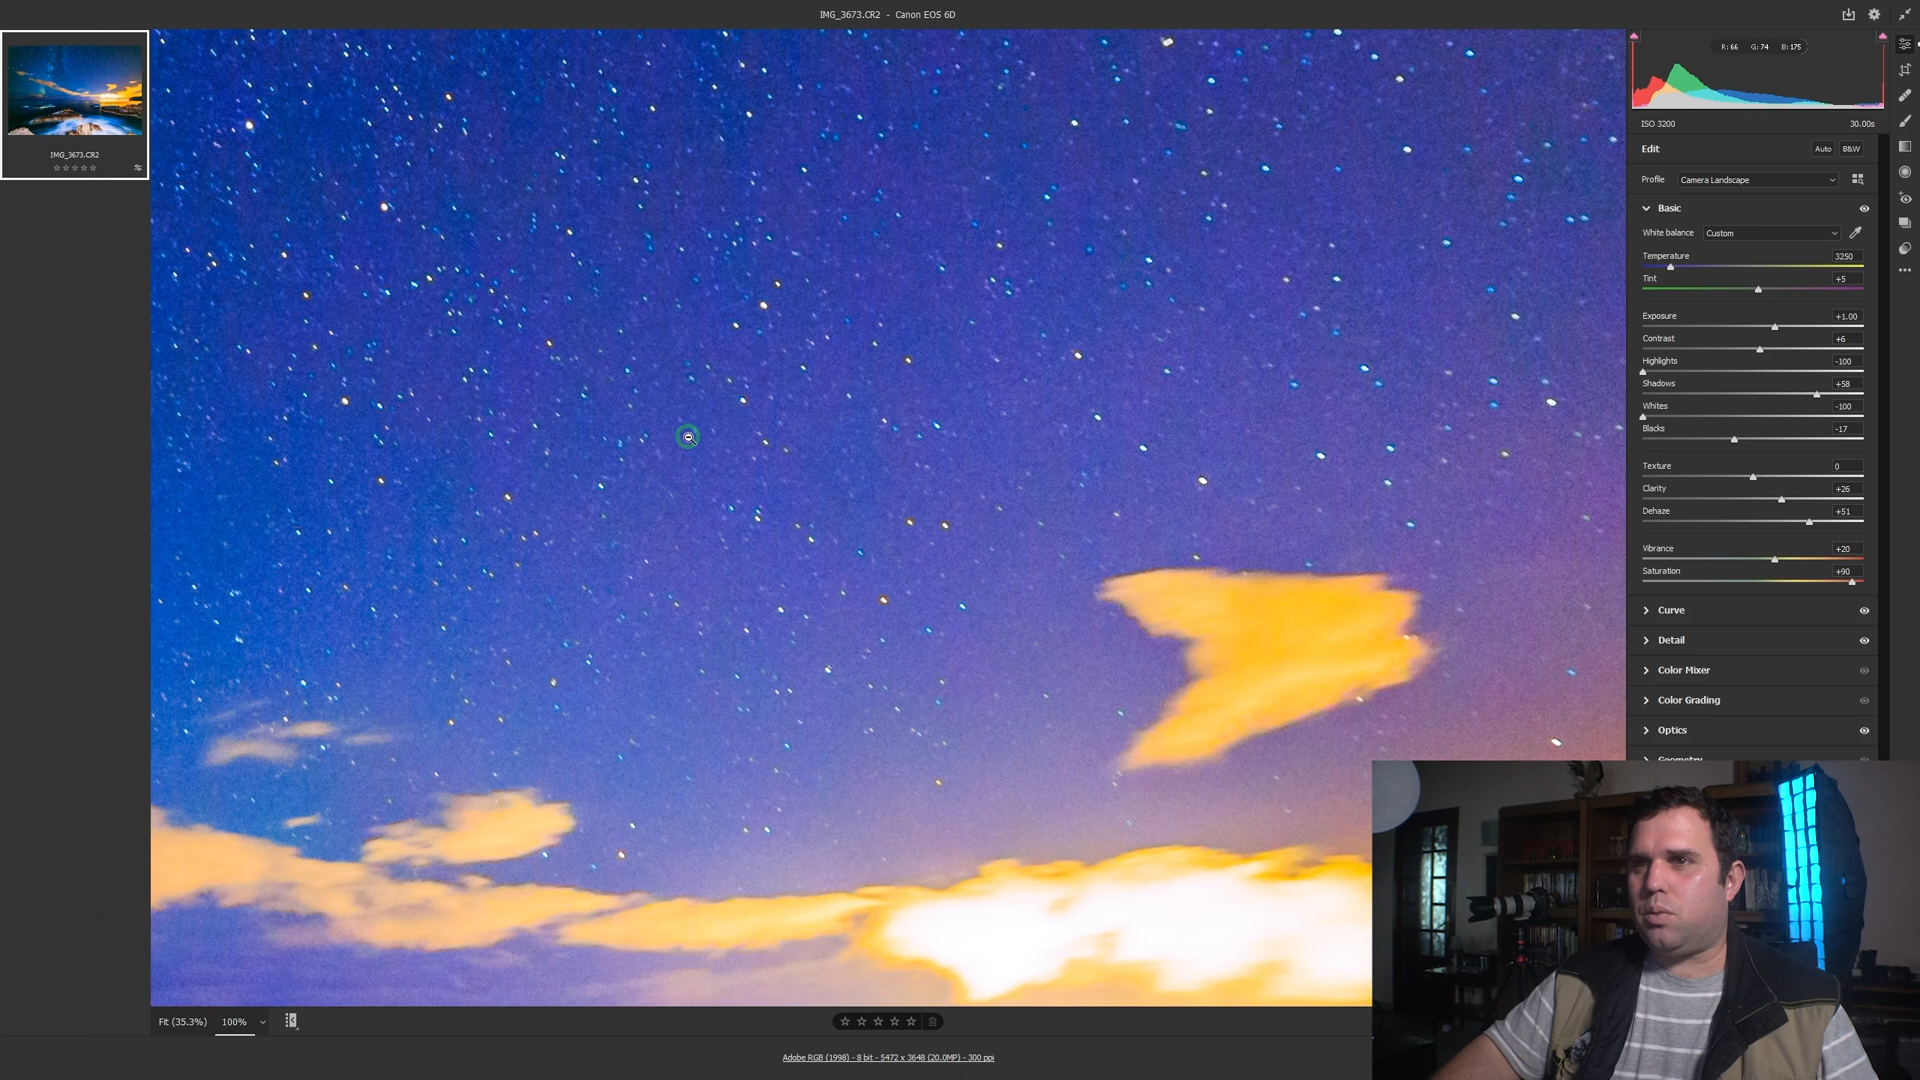 IMG_3673.CR2 - Canon EOS 6D
IMG_3673.CR2
R: 66 G: 74 B: 175
ISO 3200 30.00s
Edit Auto B&W
Profile Camera Landscape
Basic
White balance Custom
Temperature 3250
Tint +5
Exposure +1.00
Contrast +6
Highlights -100
Shadows +58
Whites -100
Blacks -17
Texture 0
Clarity +26
Dehaze +51
Vibrance +20
Saturation +90
Curve
Detail
Color Mixer
Color Grading
Optics
Geometry
Fit (35.3%) 100%
Adobe RGB (1998) - 8 bit - 5472 x 3648 (20.0MP) - 300 ppi